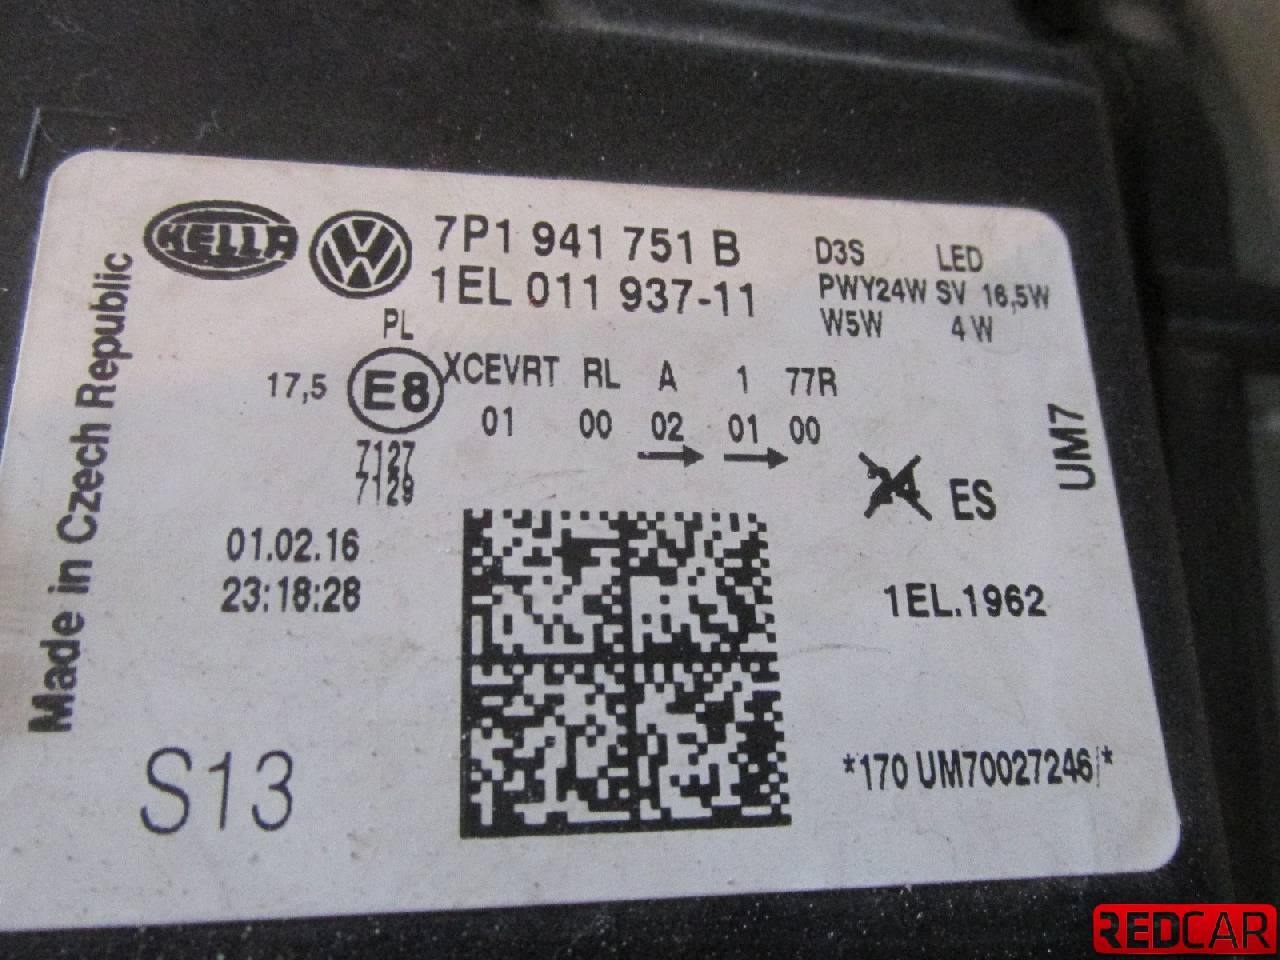 HELLA
7P1 941 751 B
1EL 011 937-11
D3S LED
PWY24W SV 16,5W
W5W 4W
PL
17,5 E8 XCEVRT RL A 1 77R
01 00 02 01 00
7127
7129
24 ES
UM7
01.02.16
23:18:28
1EL.1962
Made in Czech Republic
S13
*170 UM70027246/*
REDCAR